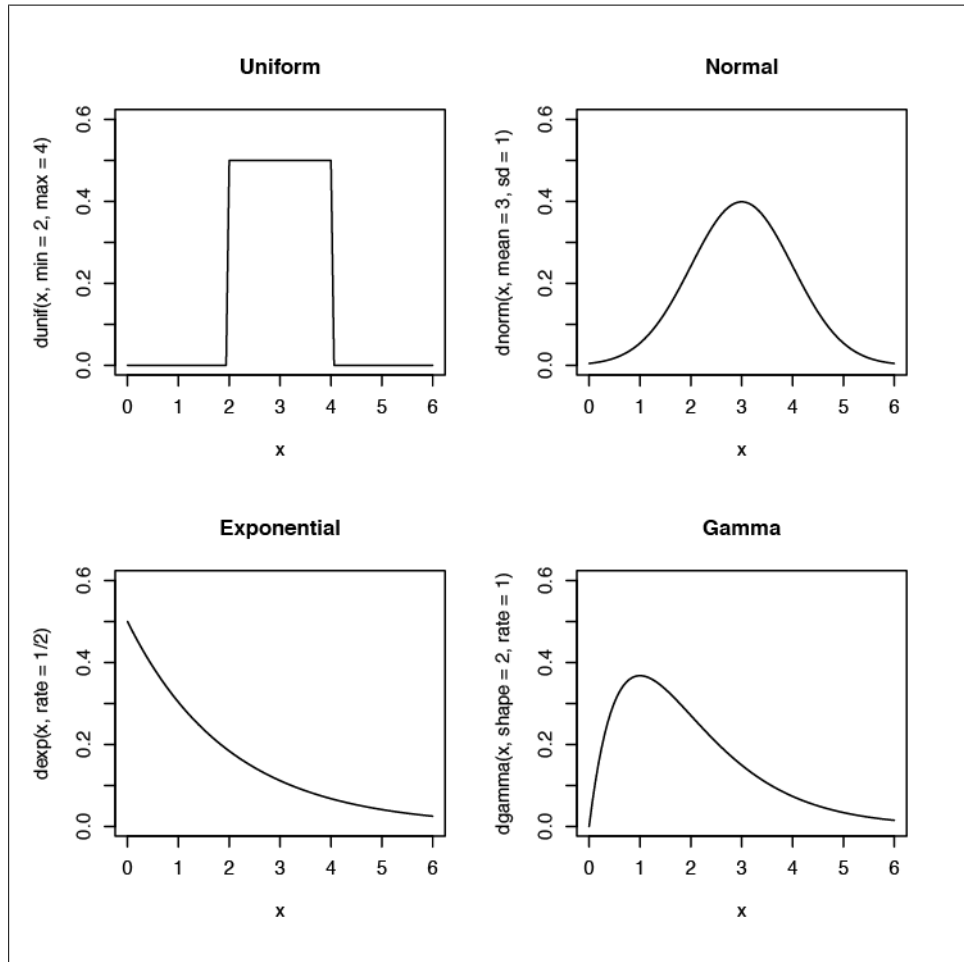 Uniform
dunif(x, min = 2, max = 4)
0.6
0.4
0.2
0.0
0 1 2 3 4 5 6
x
Normal
dnorm(x, mean = 3, sd = 1)
0.6
0.4
0.2
0.0
0 1 2 3 4 5 6
x
Exponential
dexp(x, rate = 1/2)
0.6
0.4
0.2
0.0
0 1 2 3 4 5 6
x
Gamma
dgamma(x, shape = 2, rate = 1)
0.6
0.4
0.2
0.0
0 1 2 3 4 5 6
x